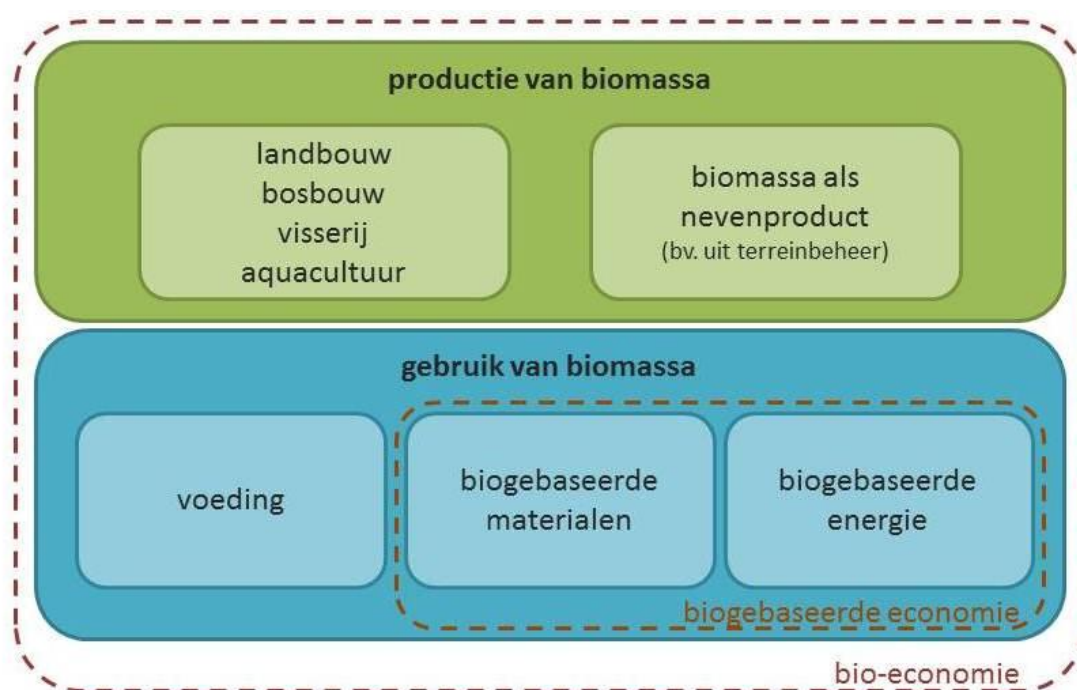 productie van biomassa
landbouw
bosbouw
visserij
aquacultuur
biomassa als
nevenproduct
(bv. uit terreinbeheer)
gebruik van biomassa
voeding
biogebaseerde
materialen
biogebaseerde
energie
biogebaseerde economie
bio-economie